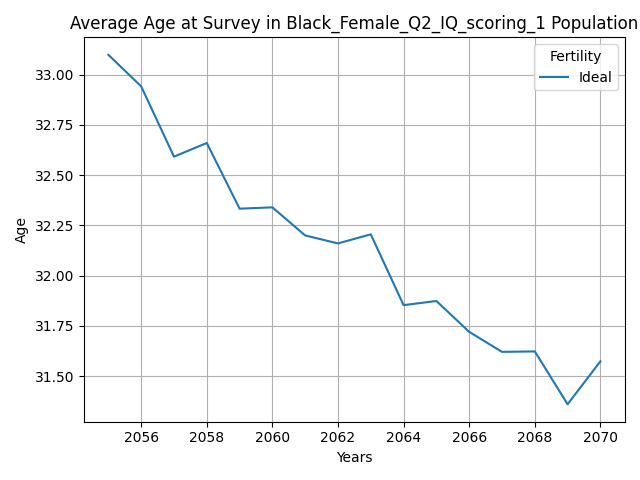 Average Age at Survey in Black_Female_Q2_IQ_scoring_1 Population
Fertility
Ideal
33.00
32.75
32.50
32.25
32.00
31.75
31.50
Age
2056 2058 2060 2062 2064 2066 2068 2070
Years